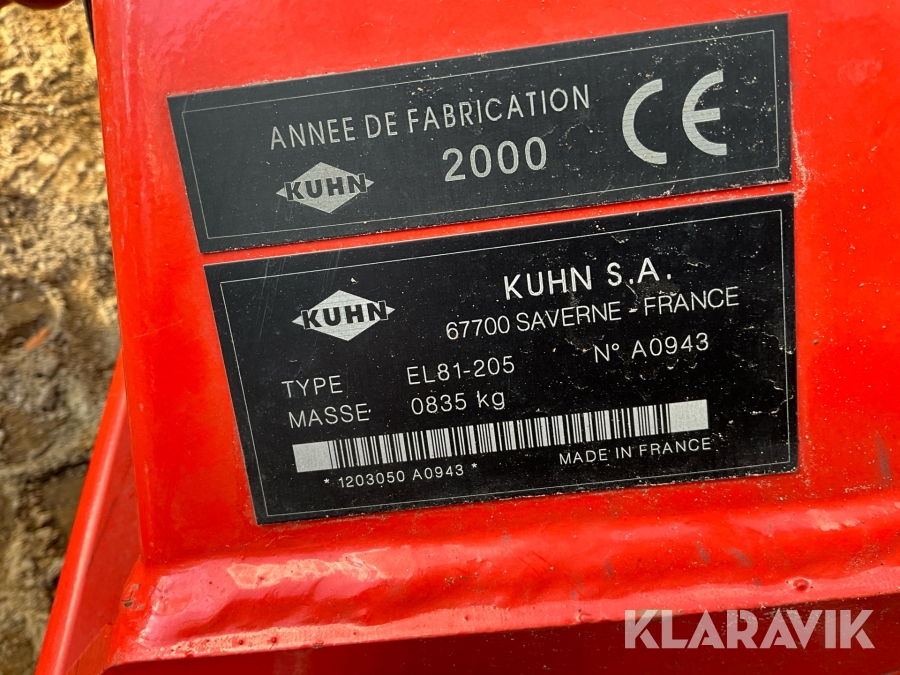 ANNEE DE FABRICATION
KUHN
2000
CE
KUHN
KUHN S.A.
67700 SAVERNE - FRANCE
TYPE EL81-205 N° A0943
MASSE 0835 kg
* 1203050 A0943 * MADE IN FRANCE
KLARAVIK